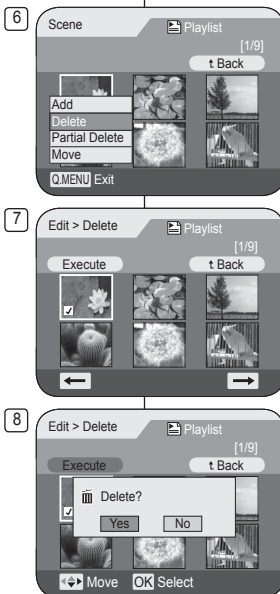 6
Scene
Playlist
[1/9]
Back
Add
Delete
Partial Delete
Move
Q.MENU Exit
7
Edit > Delete
Playlist
[1/9]
Execute
Back
8
Edit > Delete
Playlist
[1/9]
Execute
Back
Delete?
Yes No
Move OK Select